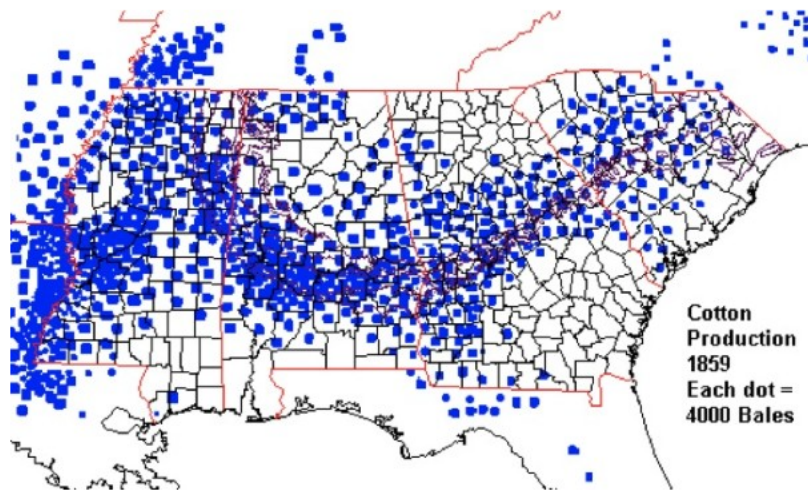 Cotton
Production
1859
Each dot =
4000 Bales